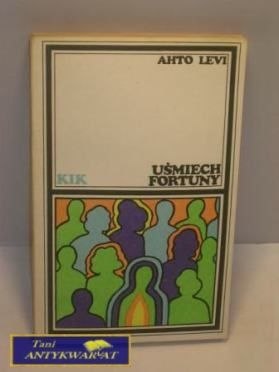 AHTO LEVI
KIK
UŚMIECH
FORTUNY
Tani
ANTYKWARIAT